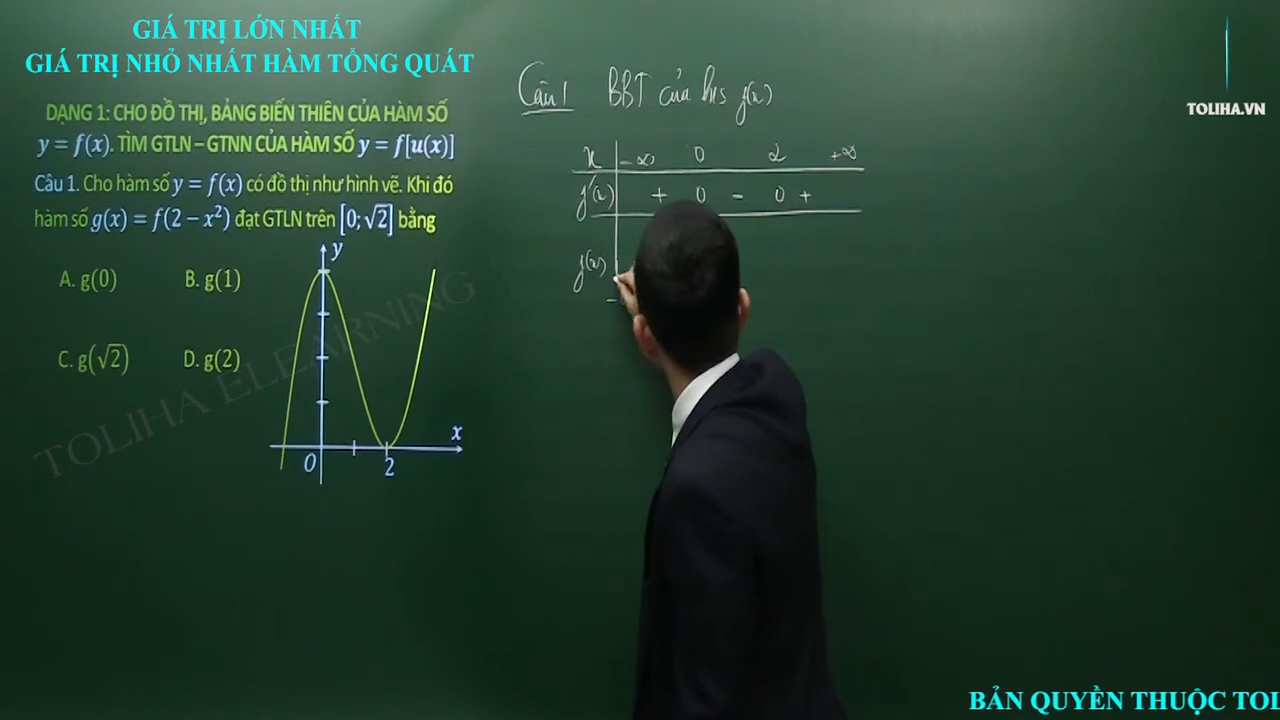 GIÁ TRỊ LỚN NHẤT
GIÁ TRỊ NHỎ NHẤT HÀM TỔNG QUÁT
DẠNG 1: CHO ĐỒ THỊ, BẢNG BIẾN THIÊN CỦA HÀM SỐ
y = f(x). TÌM GTLN – GTNN CỦA HÀM SỐ y = f[u(x)]
Câu 1. Cho hàm số y = f(x) có đồ thị như hình vẽ. Khi đó
hàm số g(x) = f(2 − x²) đạt GTLN trên [0; √2] bằng
A. g(0) B. g(1)
C. g(√2) D. g(2)
y
x
O 2
TOLIHA ELEARNING
Câu 1 BBT của hs f(x)
x −∞ 0 2 +∞
f'(x) + 0 − 0 +
f(x)
−
TOLIHA.VN
BẢN QUYỀN THUỘC TOL